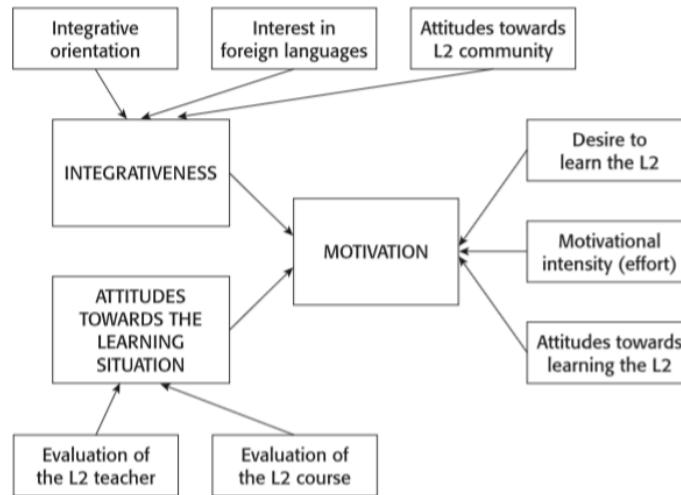 Integrative
orientation
Interest in
foreign languages
Attitudes towards
L2 community
INTEGRATIVENESS
Desire to
learn the L2
MOTIVATION
Motivational
intensity (effort)
ATTITUDES
TOWARDS THE
LEARNING
SITUATION
Attitudes towards
learning the L2
Evaluation of
the L2 teacher
Evaluation of
the L2 course